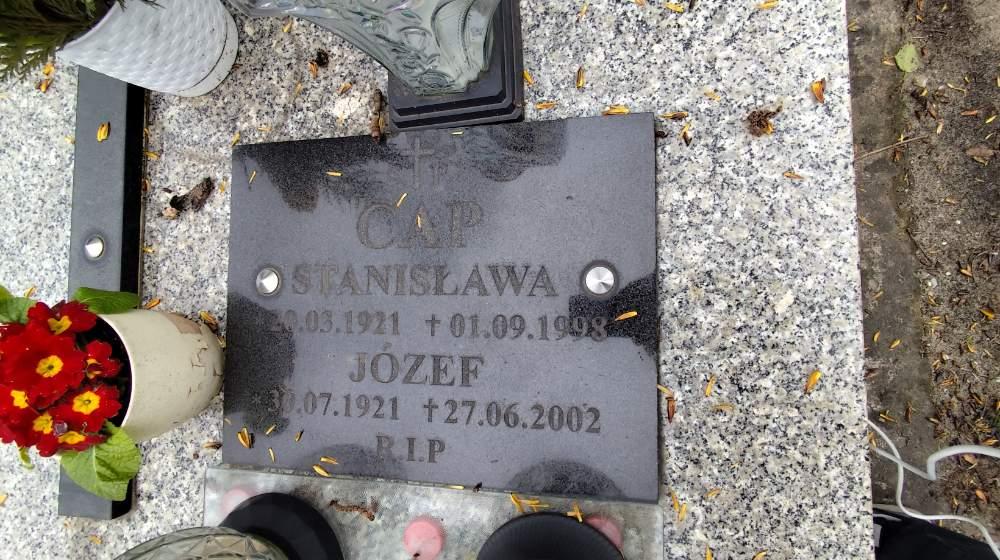 CAP
STANISŁAWA
20.03.1921 †01.09.1998
JÓZEF
*30.07.1921 †27.06.2002
R.I.P